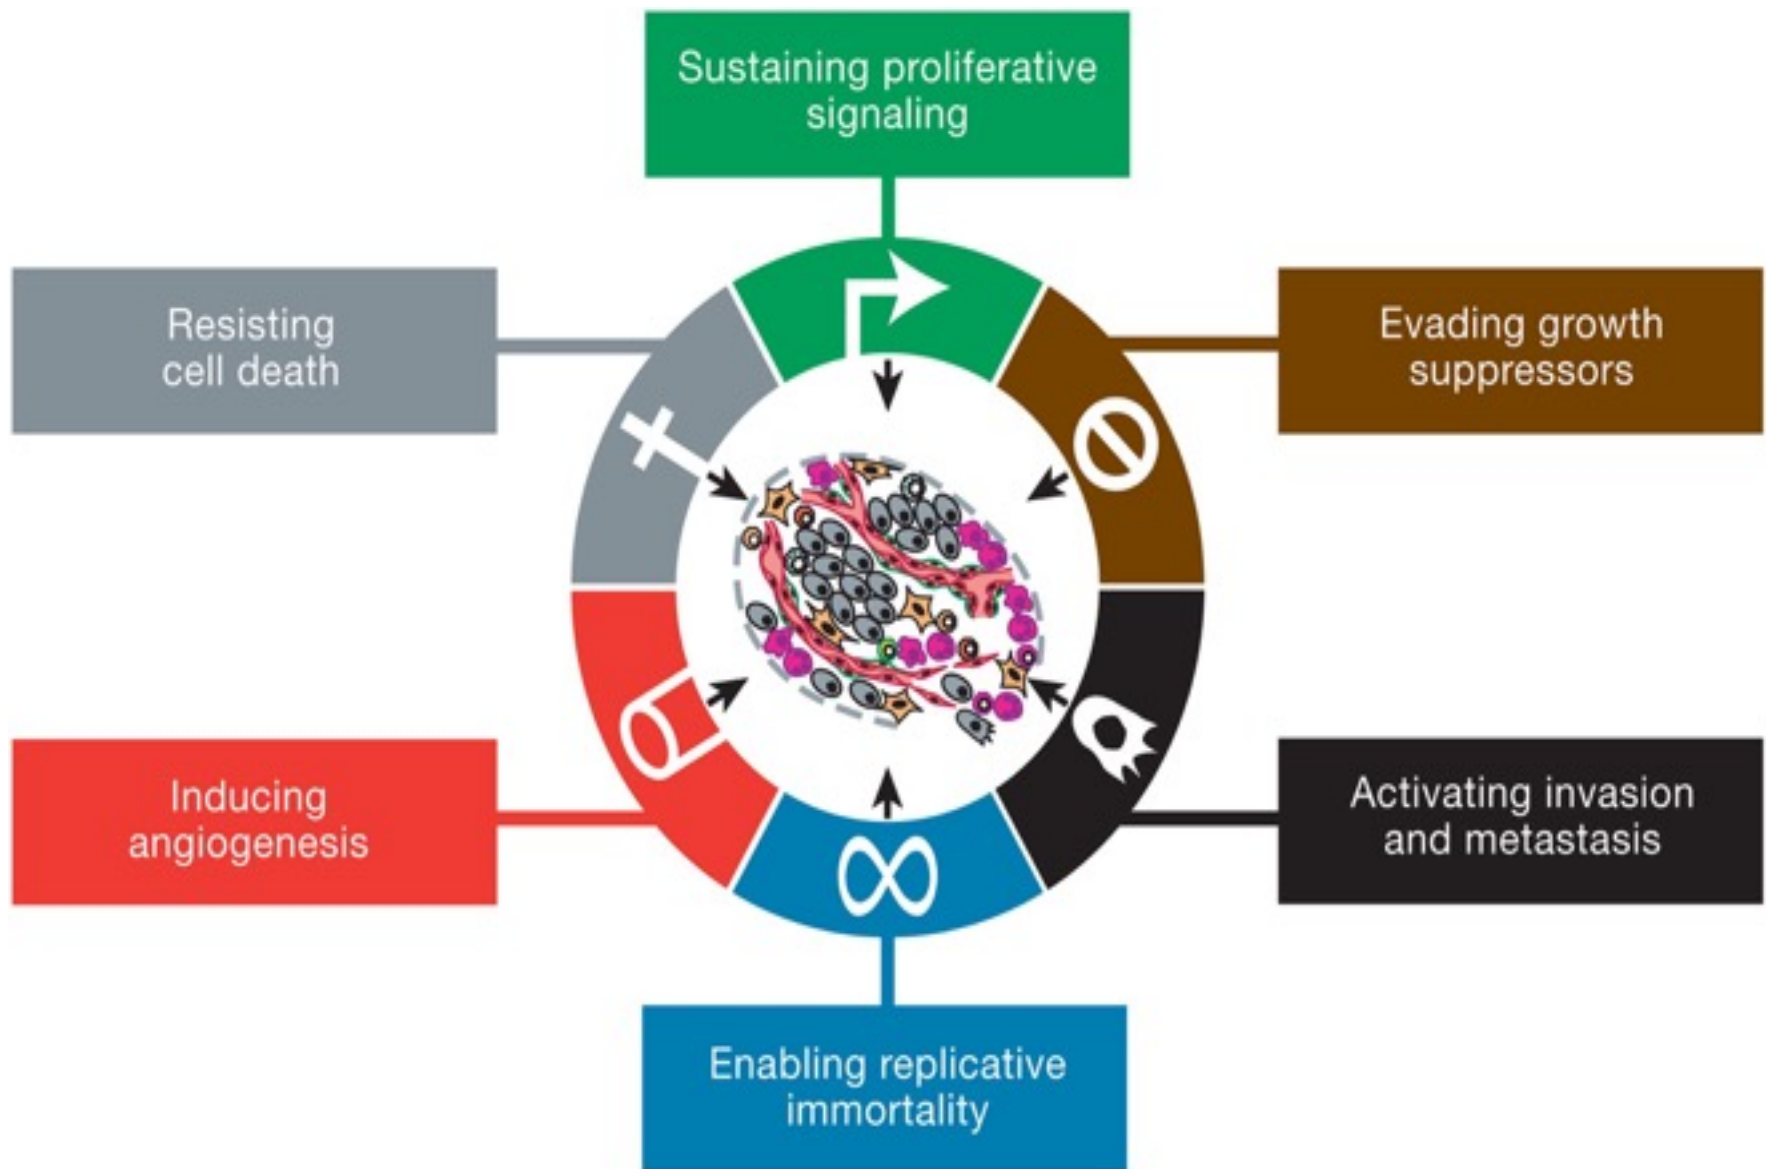 Sustaining proliferative
signaling
Resisting
cell death
Evading growth
suppressors
Inducing
angiogenesis
Activating invasion
and metastasis
Enabling replicative
immortality